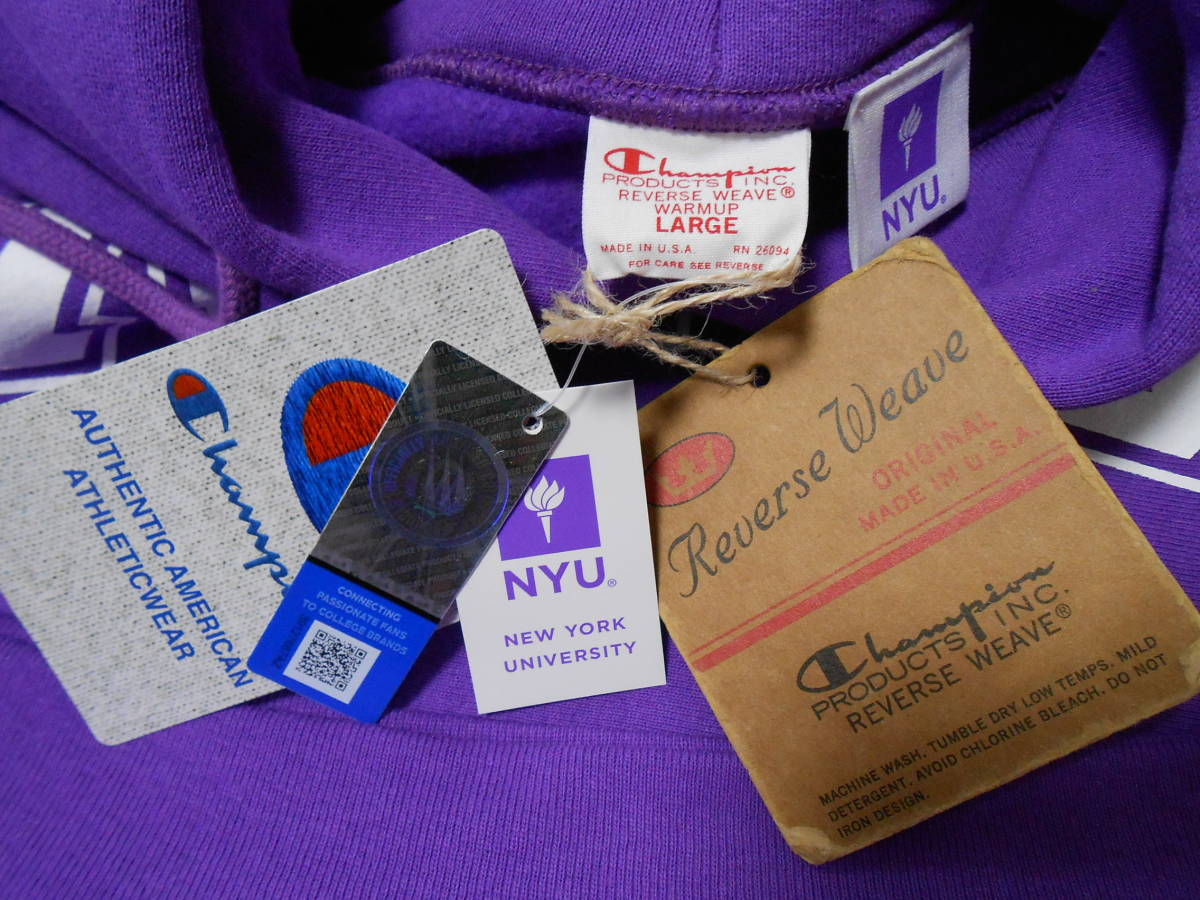 Champion
PRODUCTS INC.
REVERSE WEAVE®
WARMUP
LARGE
MADE IN U.S.A. RN 26094
FOR CARE SEE REVERSE
NYU®
Champion
AUTHENTIC AMERICAN
ATHLETICWEAR
CONNECTING
PASSIONATE FANS
TO COLLEGE BRANDS
NYU®
NEW YORK
UNIVERSITY
Reverse Weave
ORIGINAL
MADE IN U.S.A.
Champion
PRODUCTS INC.
REVERSE WEAVE®
MACHINE WASH. TUMBLE DRY LOW TEMPS. MILD
DETERGENT. AVOID CHLORINE BLEACH. DO NOT
IRON DESIGN.